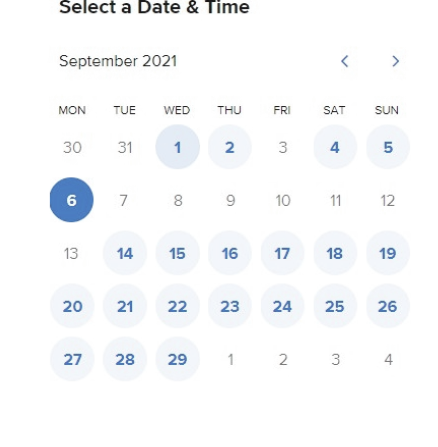 Select a Date & Time
September 2021
MON TUE WED THU FRI SAT SUN
30 31 1 2 3 4 5
6 7 8 9 10 11 12
13 14 15 16 17 18 19
20 21 22 23 24 25 26
27 28 29 1 2 3 4